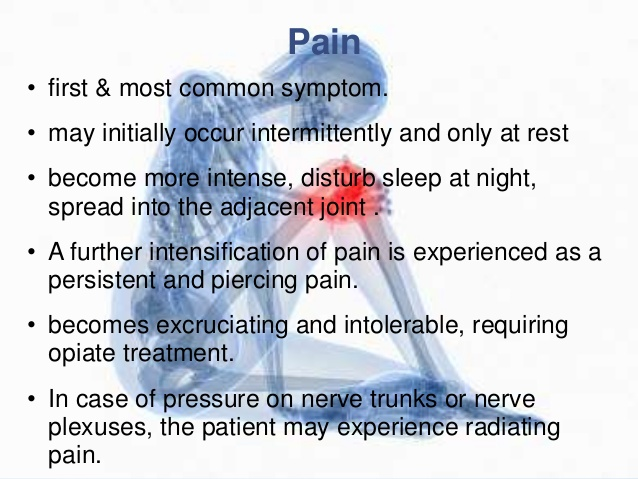 Pain
• first & most common symptom.
• may initially occur intermittently and only at rest
• become more intense, disturb sleep at night,
spread into the adjacent joint .
• A further intensification of pain is experienced as a
persistent and piercing pain.
• becomes excruciating and intolerable, requiring
opiate treatment.
• In case of pressure on nerve trunks or nerve
plexuses, the patient may experience radiating
pain.